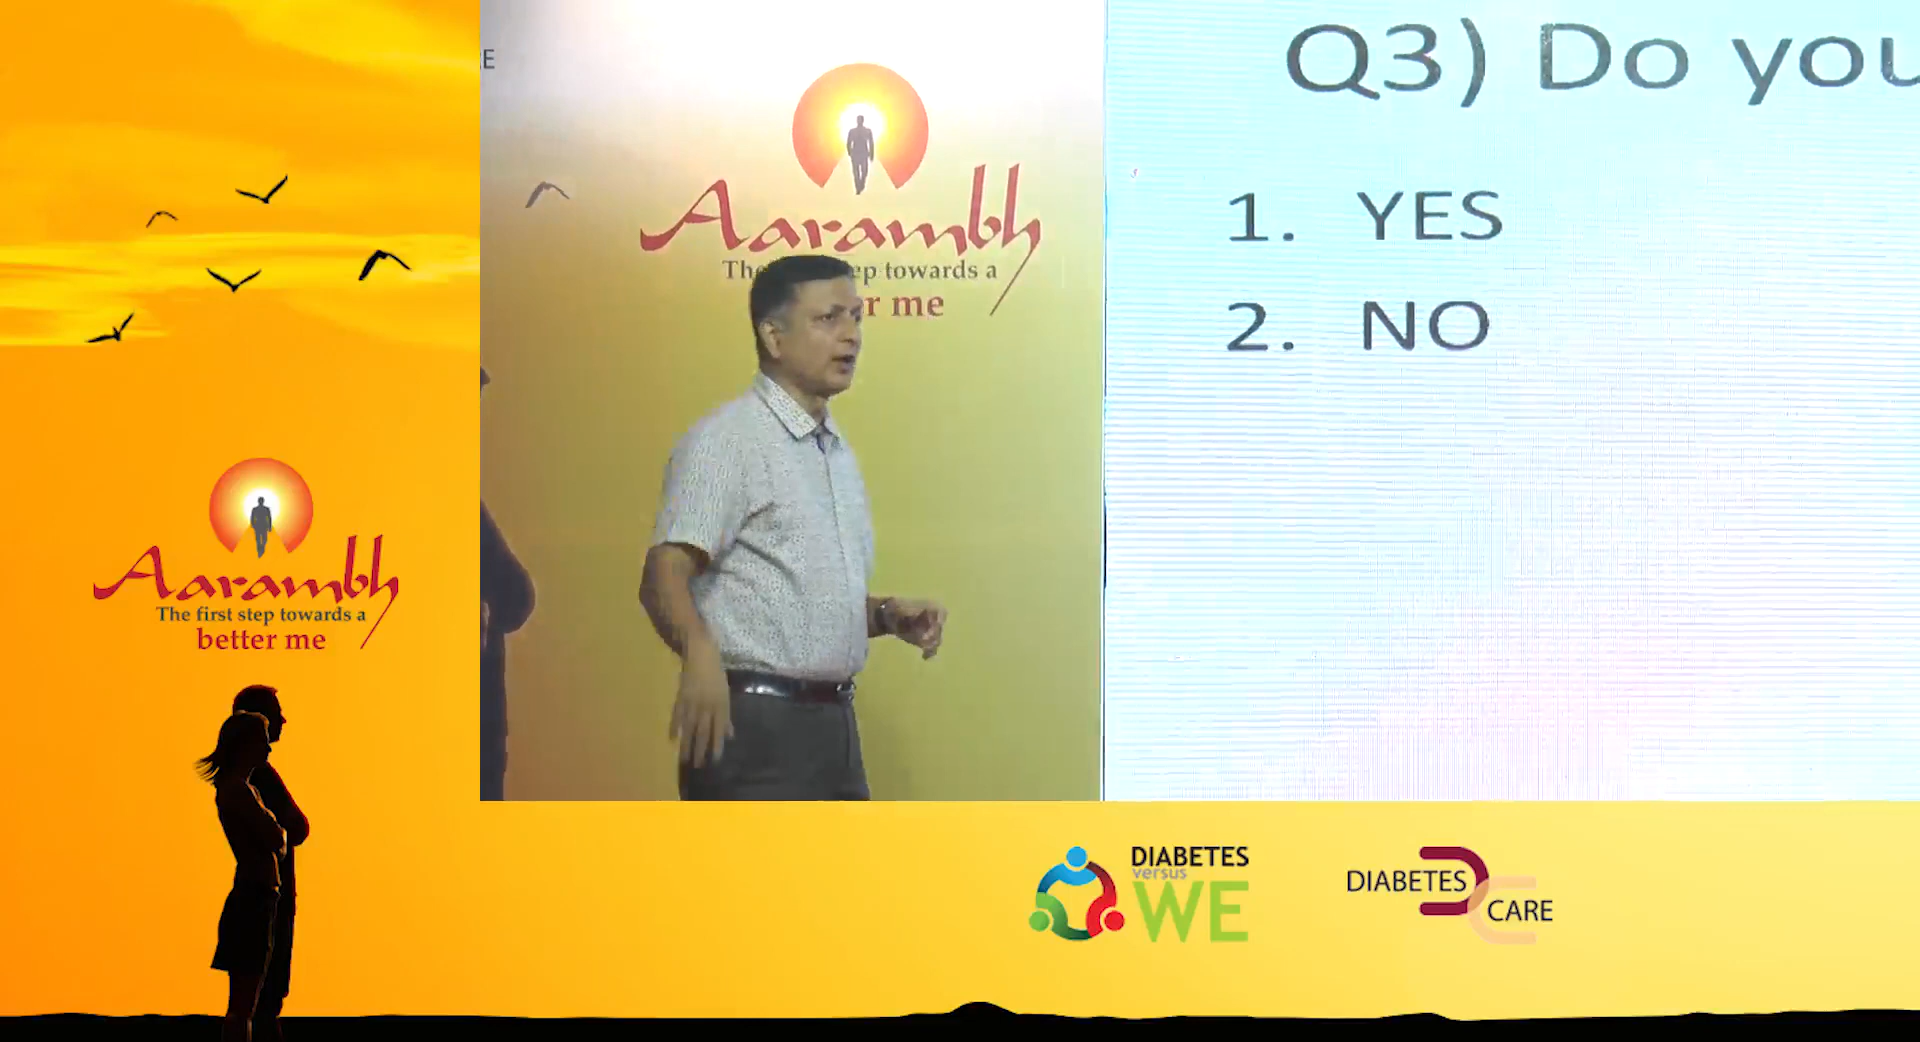 Aarambh
The first step towards a
better me
E
Aarambh
The ep towards a
r me
Q3) Do you
1. YES
2. NO
DIABETES
versus
WE
DIABETES
CARE